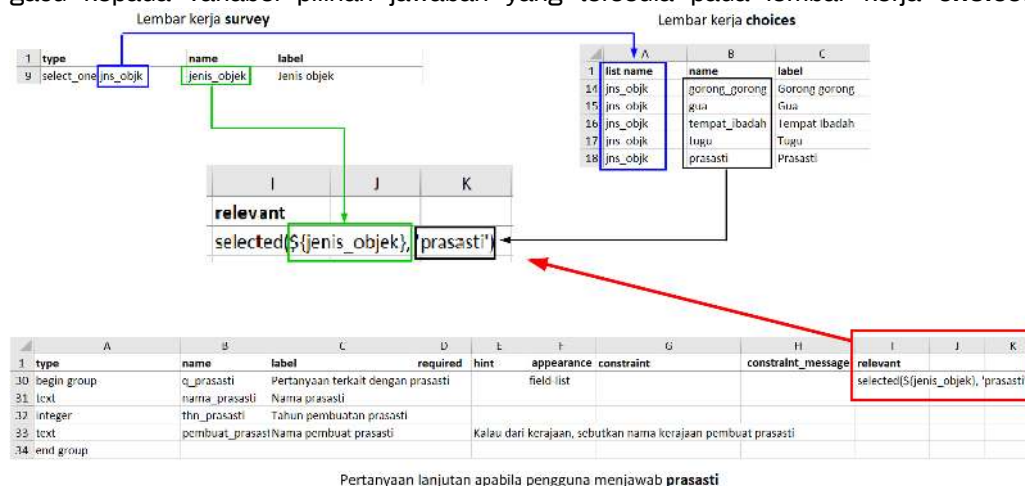 kepada variabel pilihan jawaban yang tersedia pada lembar kerja
Lembar kerja survey
Lembar kerja choices
1 type name label
9 select_one jns_objk jenis_objek Jenis objek
A B C
1 list name name label
14 jns_objk gorong_gorong Gorong gorong
15 jns_objk gua Gua
16 jns_objk tempat_ibadah Tempat Ibadah
17 jns_objk tugu Tugu
18 jns_objk prasasti Prasasti
I J K
relevant
selected(${jenis_objek}, 'prasasti')
A B C D E F G H I J K
1 type name label required hint appearance constraint constraint_message relevant
30 begin group q_prasasti Pertanyaan terkait dengan prasasti field-list selected(${jenis_objek}, 'prasasti'
31 text nama_prasasti Nama prasasti
32 integer thn_prasasti Tahun pembuatan prasasti
33 text pembuat_prasast Nama pembuat prasasti Kalau dari kerajaan, sebutkan nama kerajaan pembuat prasasti
34 end group
Pertanyaan lanjutan apabila pengguna menjawab prasasti